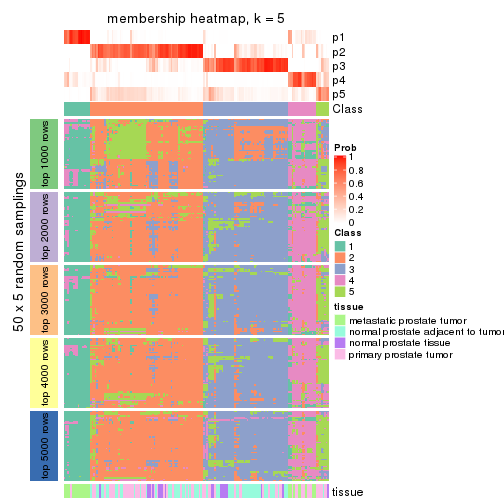 membership heatmap, k = 5
p1
p2
p3
p4
p5
Class
50 x 5 random samplings
top 1000 rows
top 2000 rows
top 3000 rows
top 4000 rows
top 5000 rows
Prob
1
0.8
0.6
0.4
0.2
0
Class
1
2
3
4
5
tissue
metastatic prostate tumor
normal prostate adjacent to tumor
normal prostate tissue
primary prostate tumor
tissue